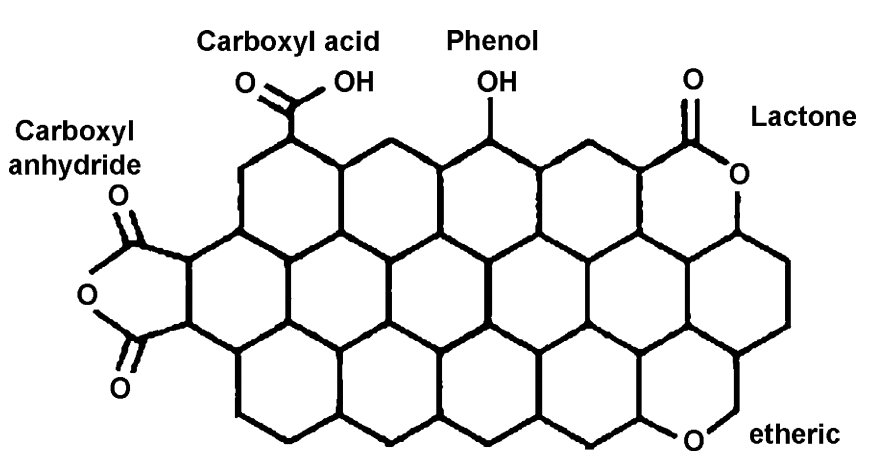 Carboxyl acid
Phenol
O
OH
OH
O
Lactone
Carboxyl
anhydride
O
O
O
O
etheric
O